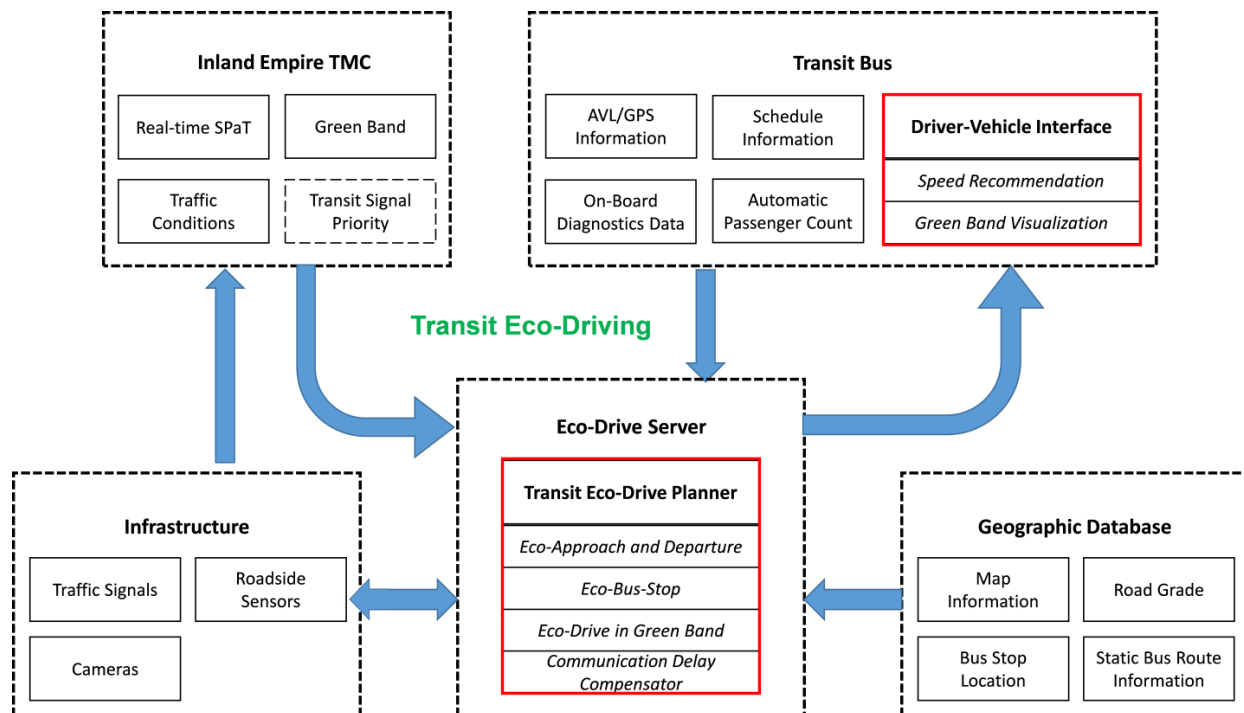 Inland Empire TMC
Real-time SPaT
Green Band
Traffic
Conditions
Transit Signal
Priority
Transit Bus
AVL/GPS
Information
Schedule
Information
On-Board
Diagnostics Data
Automatic
Passenger Count
Driver-Vehicle Interface
Speed Recommendation
Green Band Visualization
Transit Eco-Driving
Infrastructure
Traffic Signals
Roadside
Sensors
Cameras
Eco-Drive Server
Transit Eco-Drive Planner
Eco-Approach and Departure
Eco-Bus-Stop
Eco-Drive in Green Band
Communication Delay
Compensator
Geographic Database
Map
Information
Road Grade
Bus Stop
Location
Static Bus Route
Information